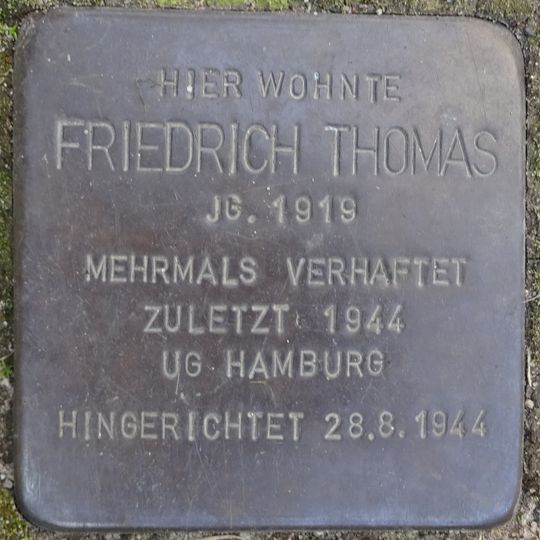 HIER WOHNTE
FRIEDRICH THOMAS
JG. 1919
MEHRMALS VERHAFTET
ZULETZT 1944
UG HAMBURG
HINGERICHTET 28.8.1944